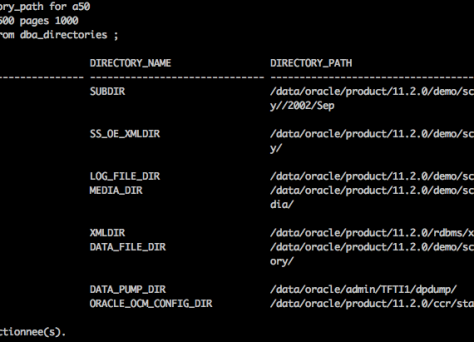 ory_path for a50
500 pages 1000
rom dba_directories ;
DIRECTORY_NAME DIRECTORY_PATH
--------------- ------------------------------ ----------------------------------
SUBDIR /data/oracle/product/11.2.0/demo/sc
y//2002/Sep
SS_OE_XMLDIR /data/oracle/product/11.2.0/demo/sc
y/
LOG_FILE_DIR /data/oracle/product/11.2.0/demo/sc
MEDIA_DIR /data/oracle/product/11.2.0/demo/sc
dia/
XMLDIR /data/oracle/product/11.2.0/rdbms/x
DATA_FILE_DIR /data/oracle/product/11.2.0/demo/sc
ory/
DATA_PUMP_DIR /data/oracle/admin/TFTI1/dpdump/
ORACLE_OCM_CONFIG_DIR /data/oracle/product/11.2.0/ccr/sta
ctionnee(s).